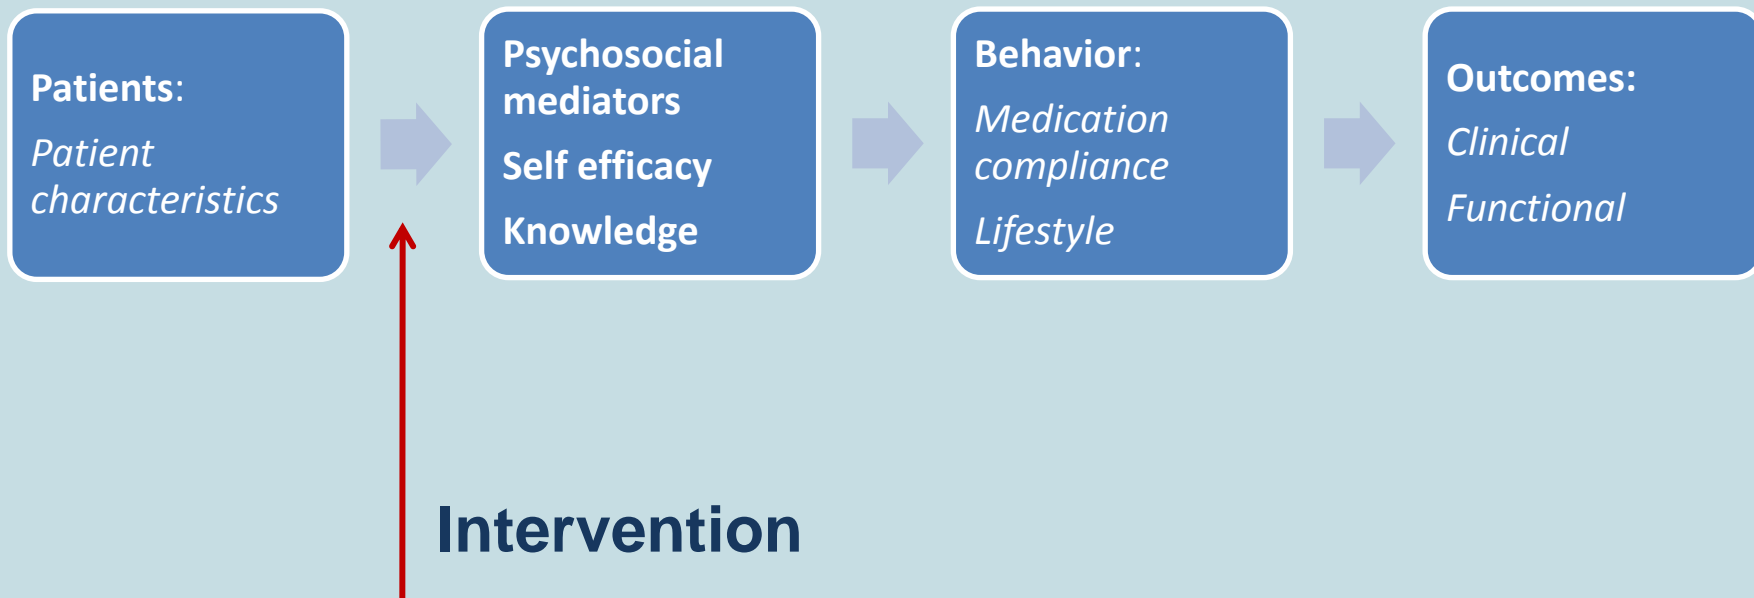 Patients:
Patient
characteristics
Psychosocial
mediators
Self efficacy
Knowledge
Behavior:
Medication
compliance
Lifestyle
Outcomes:
Clinical
Functional
Intervention